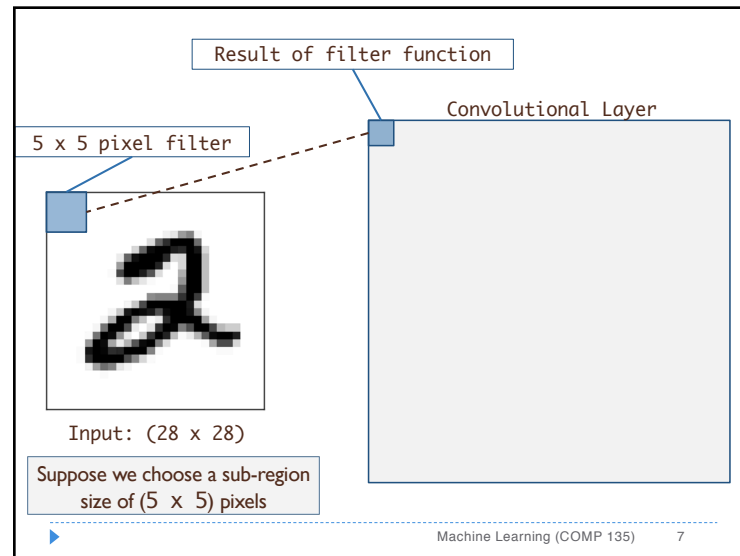 Result of filter function
Convolutional Layer
5 x 5 pixel filter
2
Input: (28 x 28)
Suppose we choose a sub-region
size of (5 x 5) pixels
Machine Learning (COMP 135) 7